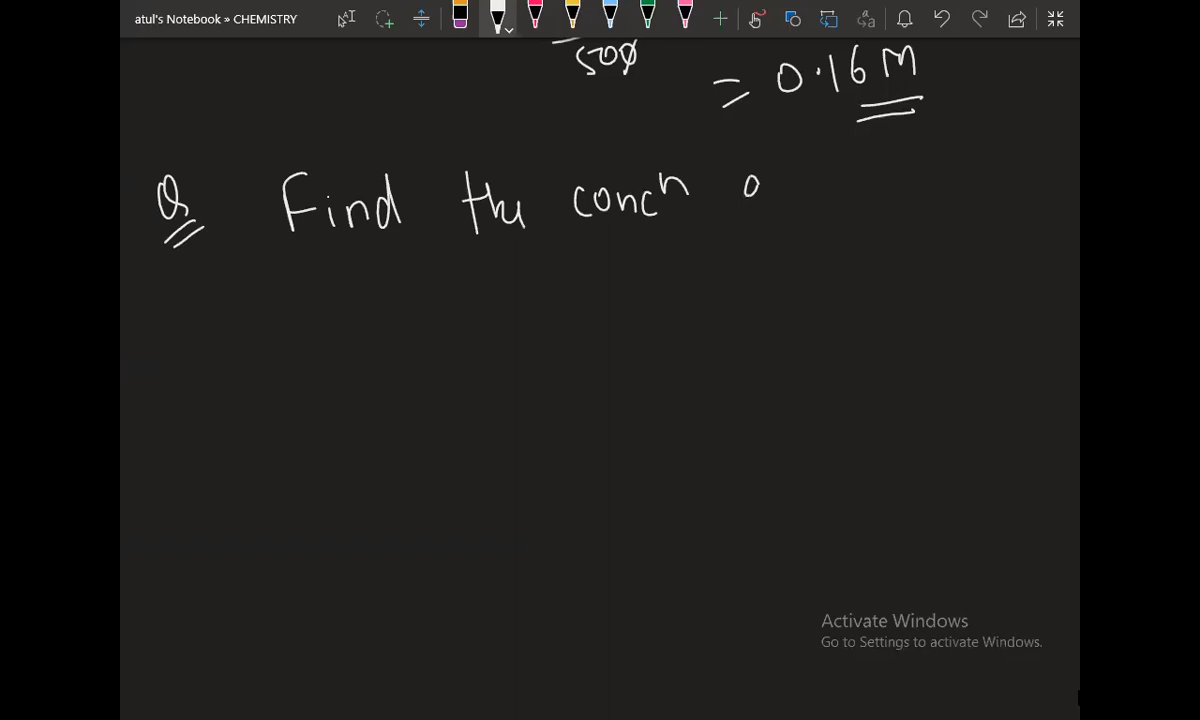 atul's Notebook » CHEMISTRY
500
= 0.16 M
Q Find the concn o
Activate Windows
Go to Settings to activate Windows.